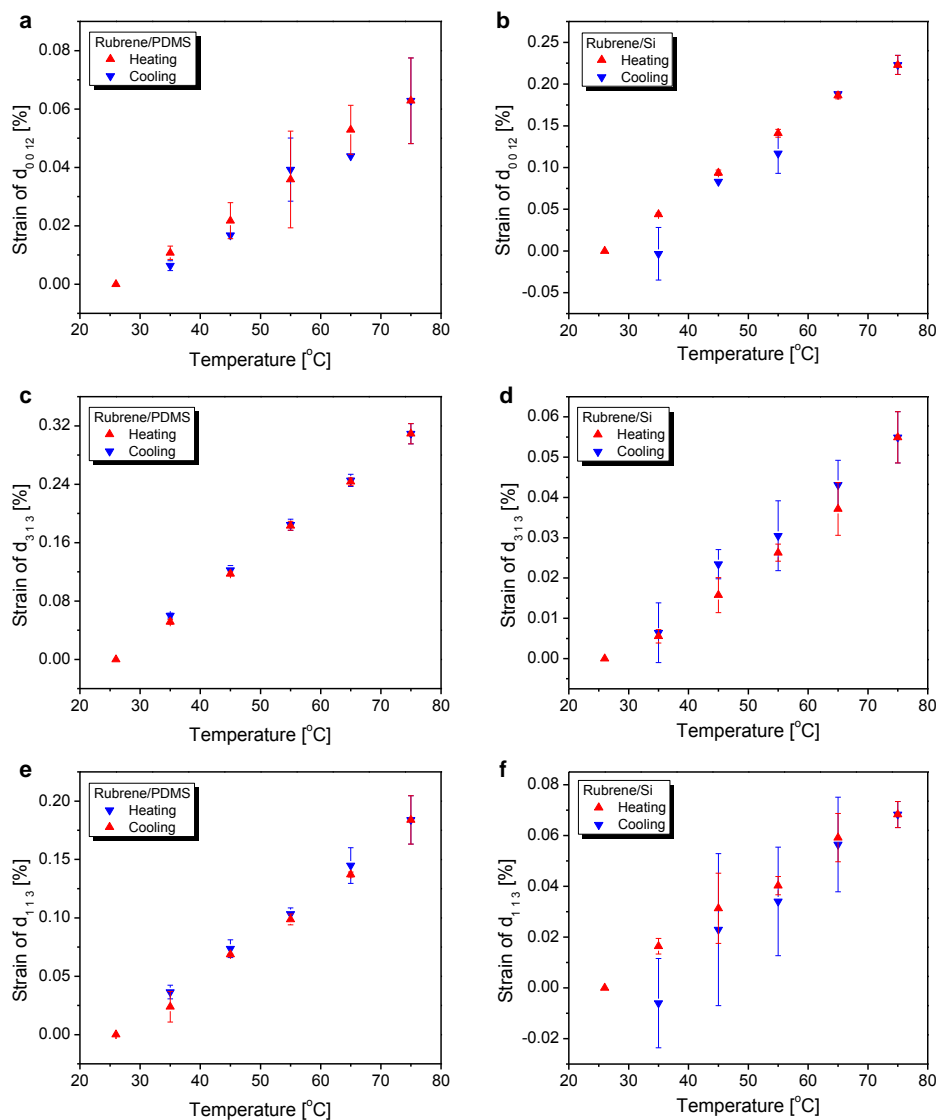 a
Rubrene/PDMS
Heating
Cooling
Strain of d0 0 12 [%]
0.08
0.06
0.04
0.02
0.00
20 30 40 50 60 70 80
Temperature [oC]
b
Rubrene/Si
Heating
Cooling
Strain of d0 0 12 [%]
0.25
0.20
0.15
0.10
0.05
0.00
-0.05
20 30 40 50 60 70 80
Temperature [oC]
c
Rubrene/PDMS
Heating
Cooling
Strain of d3 1 3 [%]
0.32
0.24
0.16
0.08
0.00
20 30 40 50 60 70 80
Temperature [oC]
d
Rubrene/Si
Heating
Cooling
Strain of d3 1 3 [%]
0.06
0.05
0.04
0.03
0.02
0.01
0.00
20 30 40 50 60 70 80
Temperature [oC]
e
Rubrene/PDMS
Heating
Cooling
Strain of d1 1 3 [%]
0.20
0.15
0.10
0.05
0.00
20 30 40 50 60 70 80
Temperature [oC]
f
Rubrene/Si
Heating
Cooling
Strain of d1 1 3 [%]
0.08
0.06
0.04
0.02
0.00
-0.02
20 30 40 50 60 70 80
Temperature [oC]